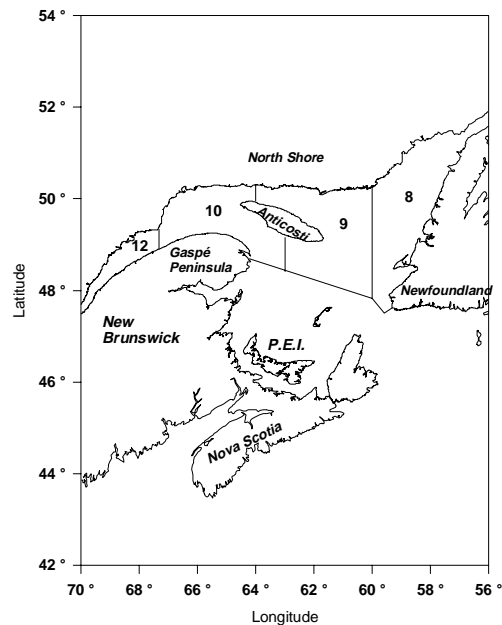 54 °
52 °
50 °
48 °
46 °
44 °
42 °
Latitude
North Shore
8
10
Anticosti
9
12
Gaspé
Peninsula
Newfoundland
New
Brunswick
P.E.I.
Nova Scotia
70 ° 68 ° 66 ° 64 ° 62 ° 60 ° 58 ° 56 °
Longitude